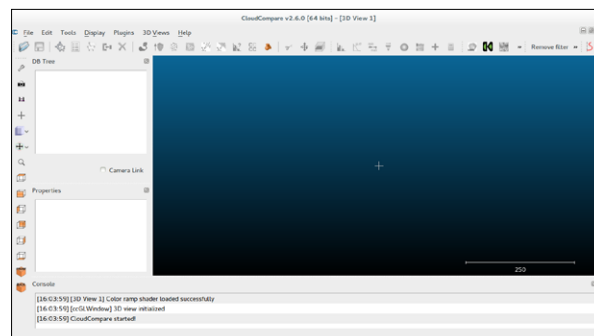 CloudCompare v2.6.0 [64 bits] - [3D View 1]
File Edit Tools Display Plugins 3D Views Help
Remove filter
DB Tree
Camera Link
Properties
250
Console
[16:03:59] [3D View 1] Color ramp shader loaded successfully
[16:03:59] [ccGLWindow] 3D view initialized
[16:03:59] CloudCompare started!